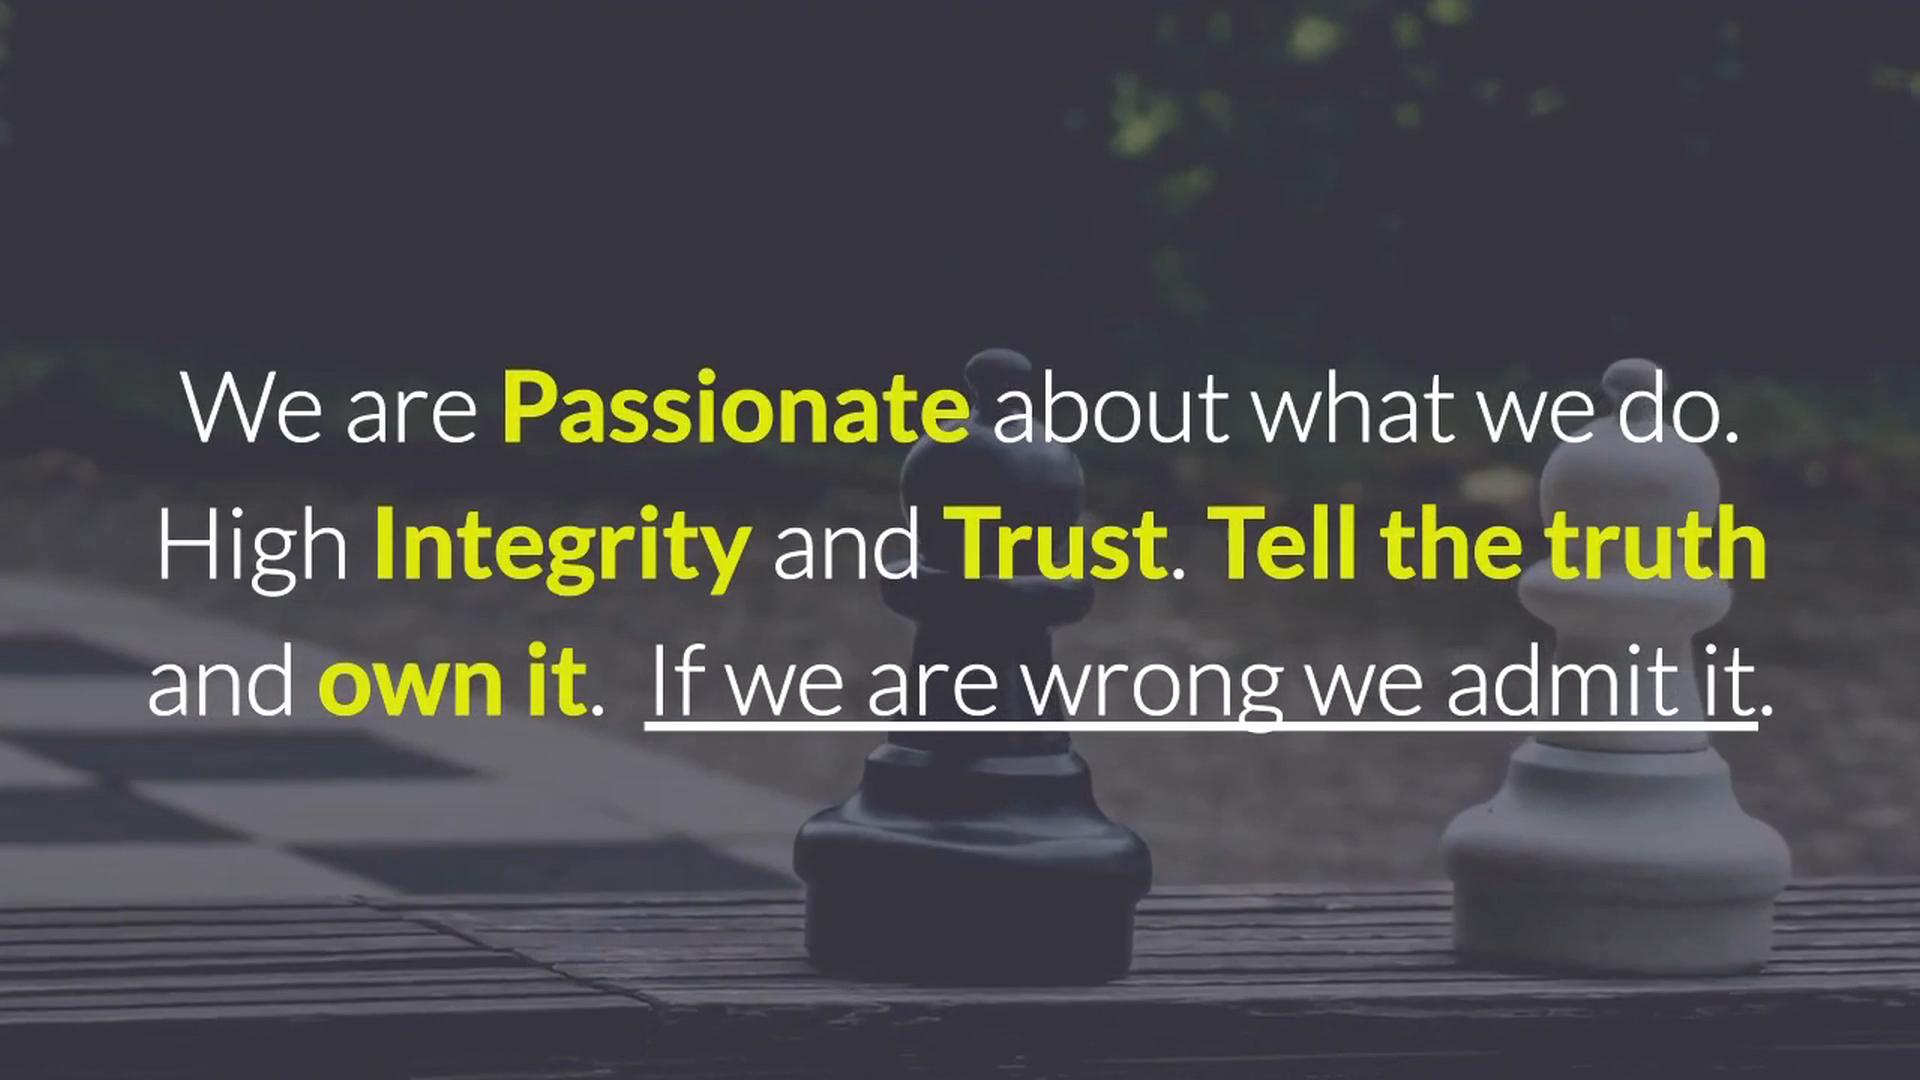 We are Passionate about what we do.
High Integrity and Trust. Tell the truth
and own it. If we are wrong we admit it.